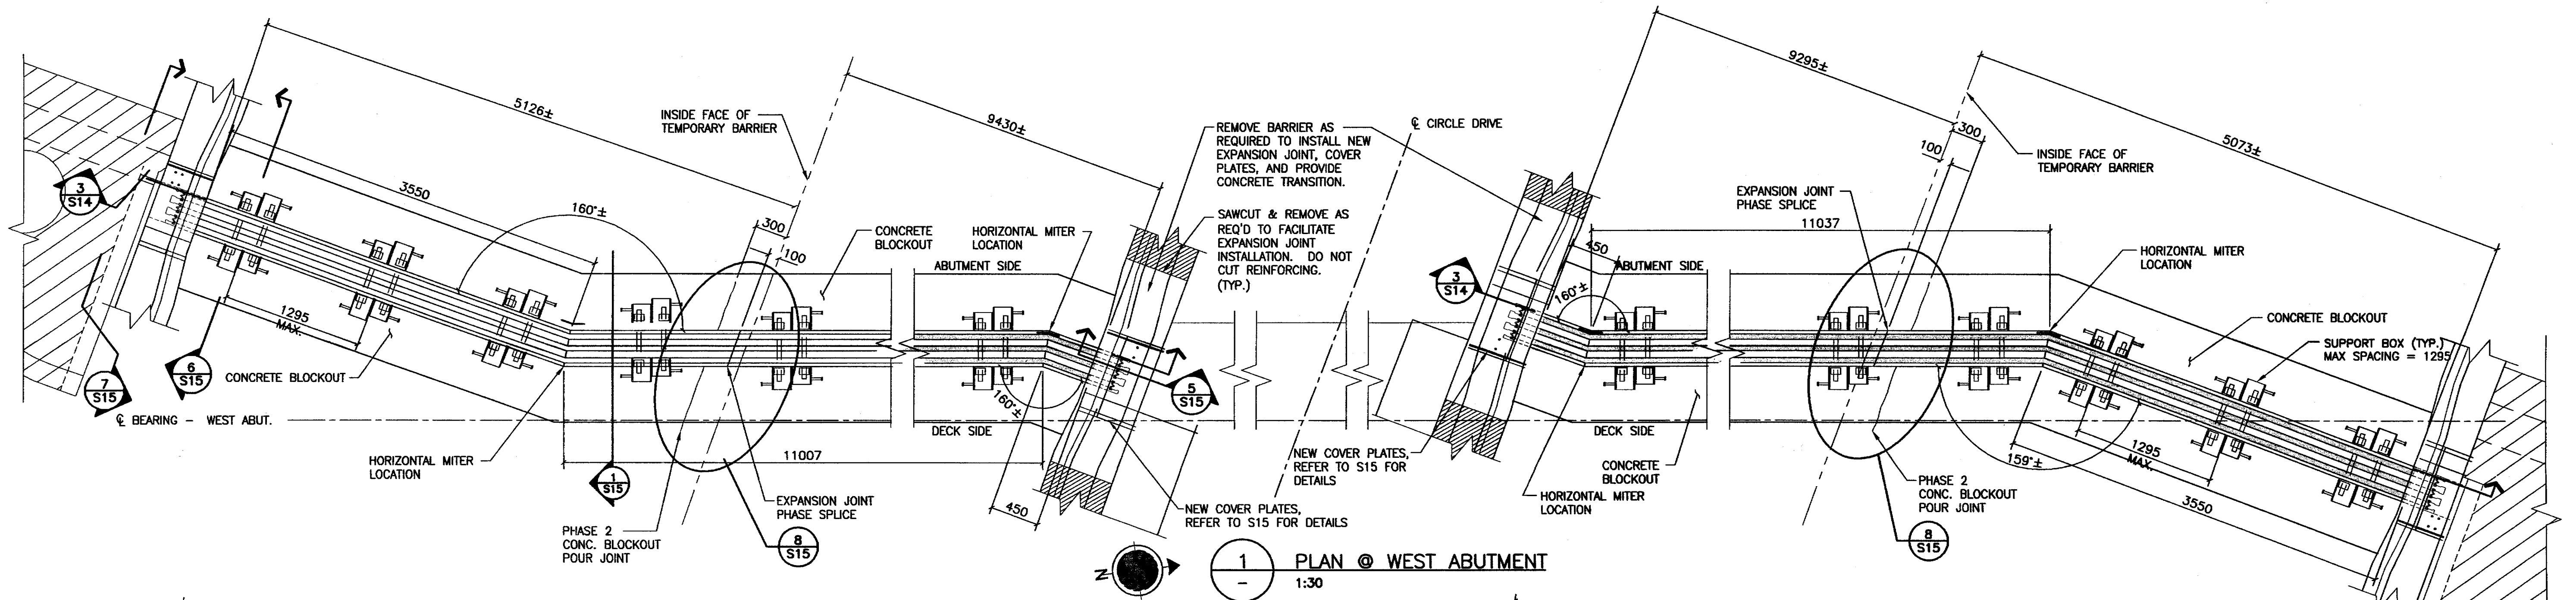 5126±
INSIDE FACE OF
TEMPORARY BARRIER
9430±
REMOVE BARRIER AS
REQUIRED TO INSTALL NEW
EXPANSION JOINT, COVER
PLATES, AND PROVIDE
CONCRETE TRANSITION.
SAWCUT & REMOVE AS
REQ'D TO FACILITATE
EXPANSION JOINT
INSTALLATION. DO NOT
CUT REINFORCING.
(TYP.)
℄ CIRCLE DRIVE
9295±
300
100
INSIDE FACE OF
TEMPORARY BARRIER
5073±
3
S14
3550
160°±
300
100
CONCRETE
BLOCKOUT
HORIZONTAL MITER
LOCATION
ABUTMENT SIDE
3
S14
450
160°±
ABUTMENT SIDE
EXPANSION JOINT
PHASE SPLICE
11037
HORIZONTAL MITER
LOCATION
CONCRETE BLOCKOUT
SUPPORT BOX (TYP.)
MAX SPACING = 1295
1295
MAX.
CONCRETE BLOCKOUT
6
S15
7
S15
℄ BEARING - WEST ABUT.
160°±
5
S15
DECK SIDE
DECK SIDE
HORIZONTAL MITER
LOCATION
11007
1
S15
EXPANSION JOINT
PHASE SPLICE
PHASE 2
CONC. BLOCKOUT
POUR JOINT
8
S15
450
NEW COVER PLATES,
REFER TO S15 FOR DETAILS
NEW COVER PLATES,
REFER TO S15 FOR
DETAILS
HORIZONTAL MITER
LOCATION
CONCRETE
BLOCKOUT
PHASE 2
CONC. BLOCKOUT
POUR JOINT
8
S15
159°±
1295
MAX.
3550
N
1
-
PLAN @ WEST ABUTMENT
1:30